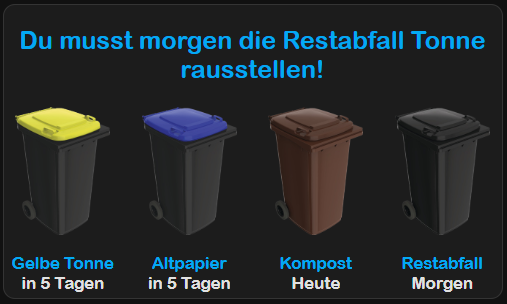 Du musst morgen die Restabfall Tonne
rausstellen!
Gelbe Tonne
in 5 Tagen
Altpapier
in 5 Tagen
Kompost
Heute
Restabfall
Morgen